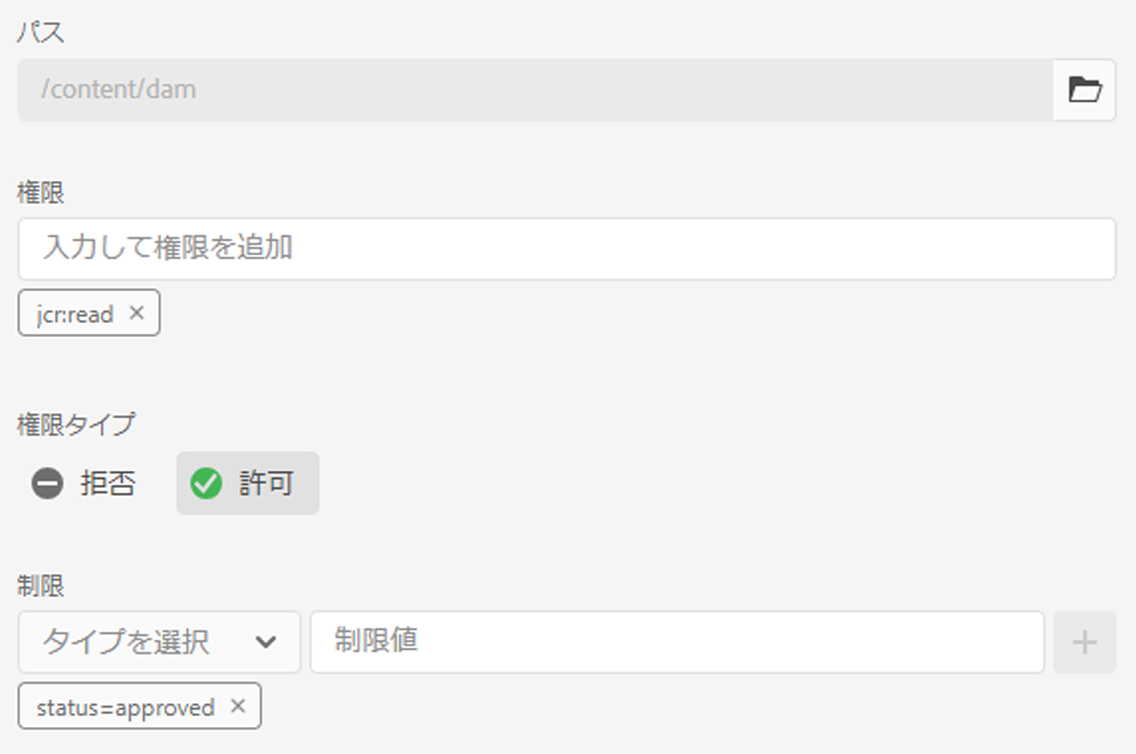 パス
/content/dam
権限
入力して権限を追加
jcr:read ×
権限タイプ
拒否 許可
制限
タイプを選択 制限値 +
status=approved ×